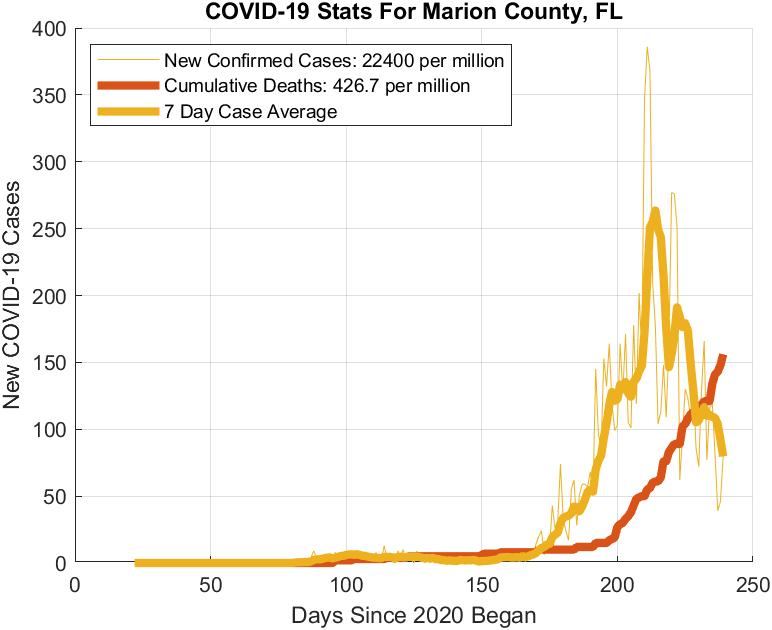 COVID-19 Stats For Marion County, FL
New Confirmed Cases: 22400 per million
Cumulative Deaths: 426.7 per million
7 Day Case Average
New COVID-19 Cases
400
350
300
250
200
150
100
50
0
0 50 100 150 200 250
Days Since 2020 Began